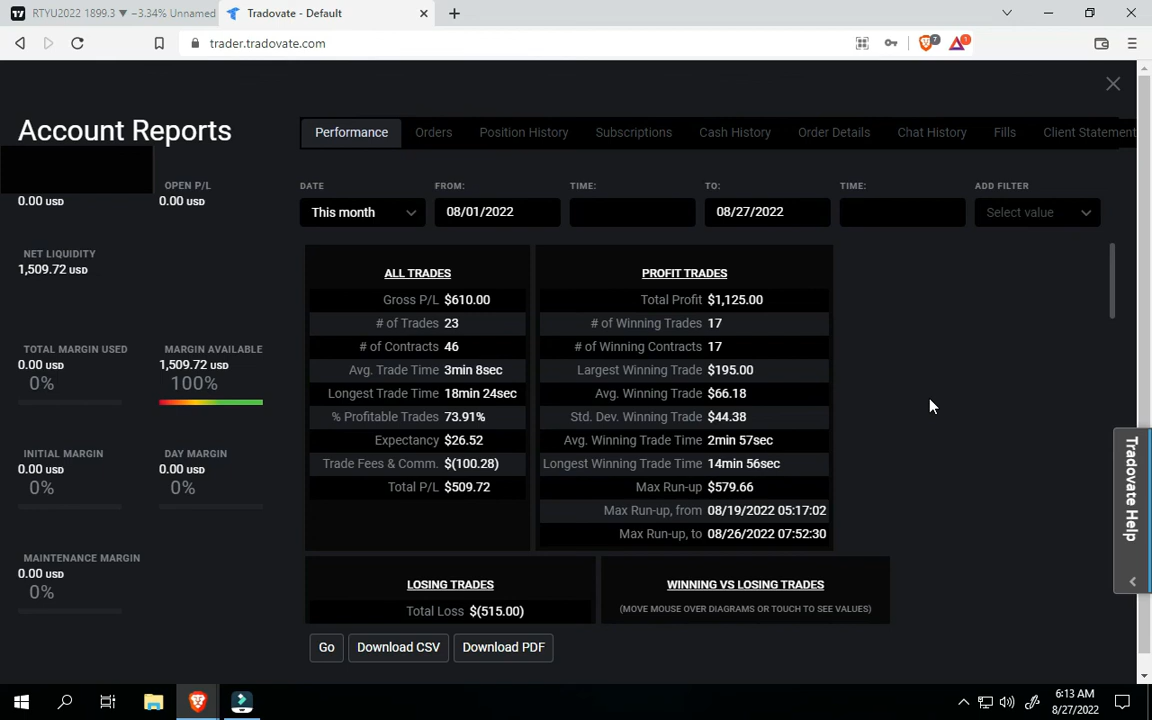 RTYU2022 1899.3 ▼ −3.34% Unnamed
Tradovate - Default
trader.tradovate.com
7
1
Account Reports
Performance Orders Position History Subscriptions Cash History Order Details Chat History Fills Client Statement
0.00 USD
OPEN P/L
0.00 USD
NET LIQUIDITY
1,509.72 USD
TOTAL MARGIN USED
0.00 USD
0%
MARGIN AVAILABLE
1,509.72 USD
100%
INITIAL MARGIN
0.00 USD
0%
DAY MARGIN
0.00 USD
0%
MAINTENANCE MARGIN
0.00 USD
0%
DATE FROM: TIME: TO: TIME: ADD FILTER
This month 08/01/2022 08/27/2022 Select value
ALL TRADES
Gross P/L $610.00
# of Trades 23
# of Contracts 46
Avg. Trade Time 3min 8sec
Longest Trade Time 18min 24sec
% Profitable Trades 73.91%
Expectancy $26.52
Trade Fees & Comm. $(100.28)
Total P/L $509.72
PROFIT TRADES
Total Profit $1,125.00
# of Winning Trades 17
# of Winning Contracts 17
Largest Winning Trade $195.00
Avg. Winning Trade $66.18
Std. Dev. Winning Trade $44.38
Avg. Winning Trade Time 2min 57sec
Longest Winning Trade Time 14min 56sec
Max Run-up $579.66
Max Run-up, from 08/19/2022 05:17:02
Max Run-up, to 08/26/2022 07:52:30
LOSING TRADES
Total Loss $(515.00)
WINNING VS LOSING TRADES
(MOVE MOUSE OVER DIAGRAMS OR TOUCH TO SEE VALUES)
Go Download CSV Download PDF
Tradovate Help
6:13 AM
8/27/2022